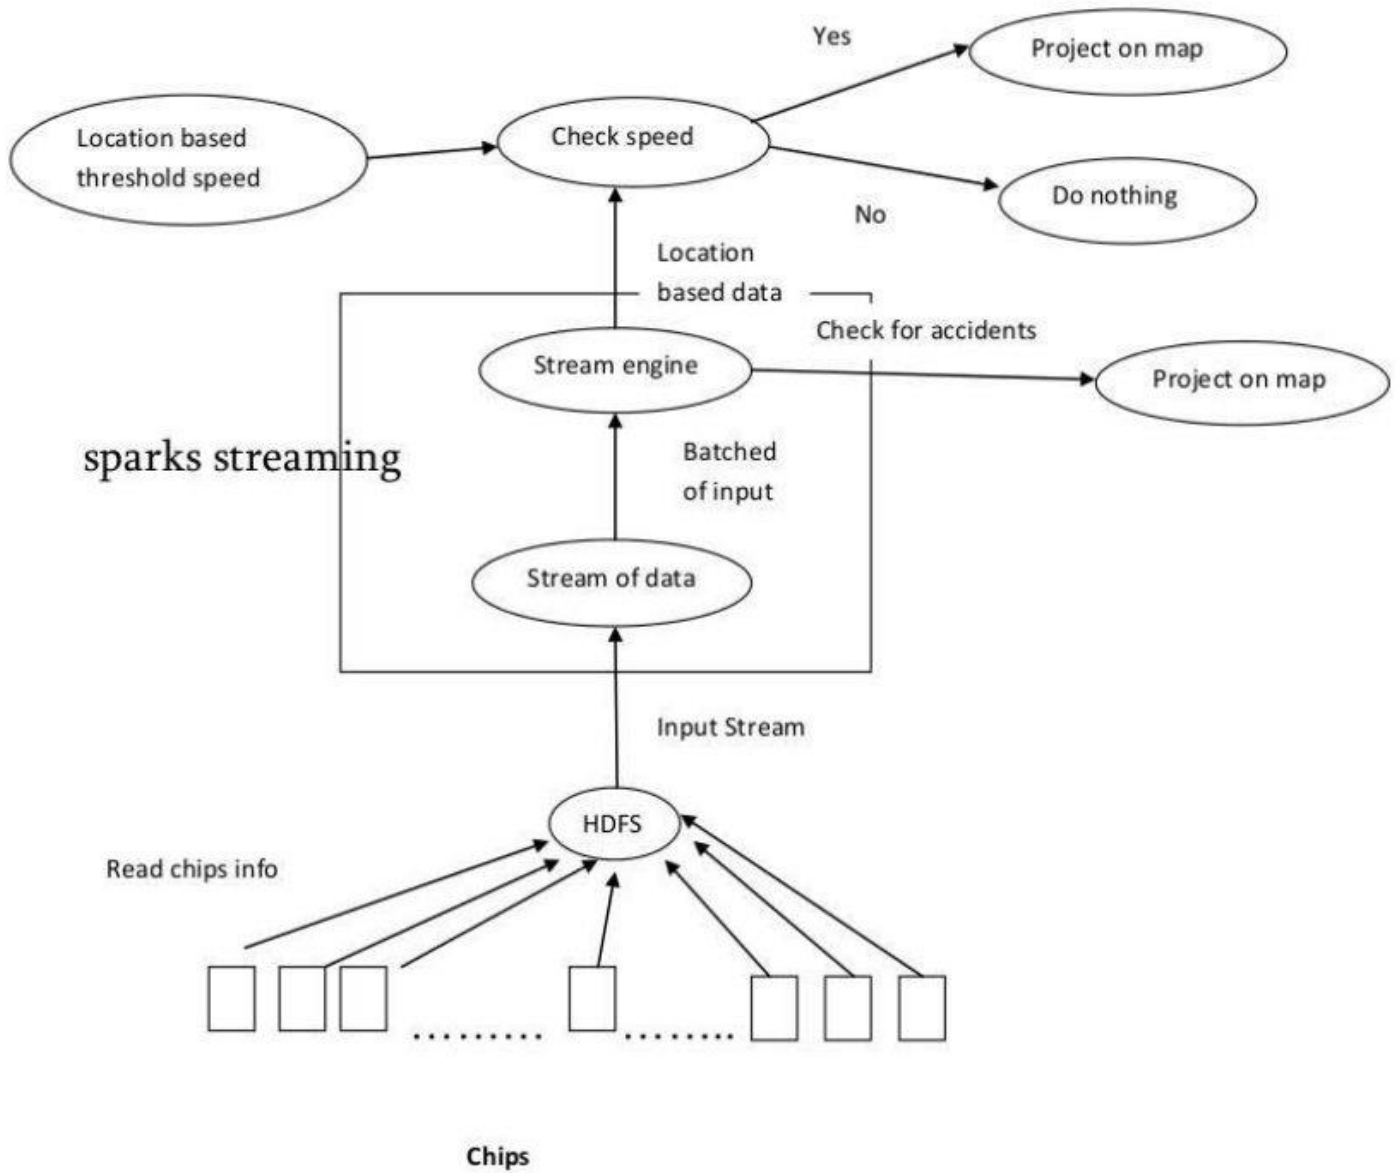 Yes
Project on map
Location based
threshold speed
Check speed
Do nothing
No
Location
based data
Check for accidents
Stream engine
Project on map
sparks streaming
Batched
of input
Stream of data
Input Stream
HDFS
Read chips info
Chips